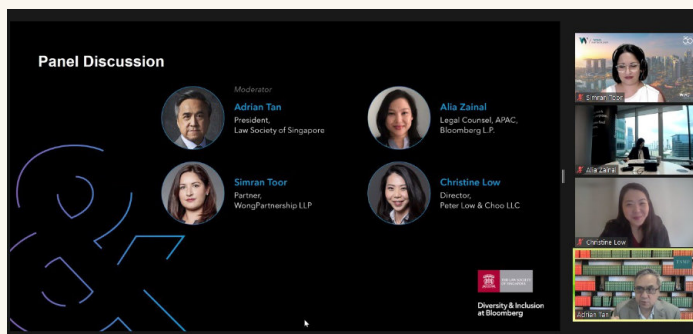 Panel Discussion
Moderator
Adrian Tan
President,
Law Society of Singapore
Alia Zainal
Legal Counsel, APAC,
Bloomberg L.P.
Simran Toor
Partner,
WongPartnership LLP
Christine Low
Director,
Peter Low & Choo LLC
&
Diversity & Inclusion
at Bloomberg
Simran Toor
Alia Zainal
Christine Low
Adrian Tan